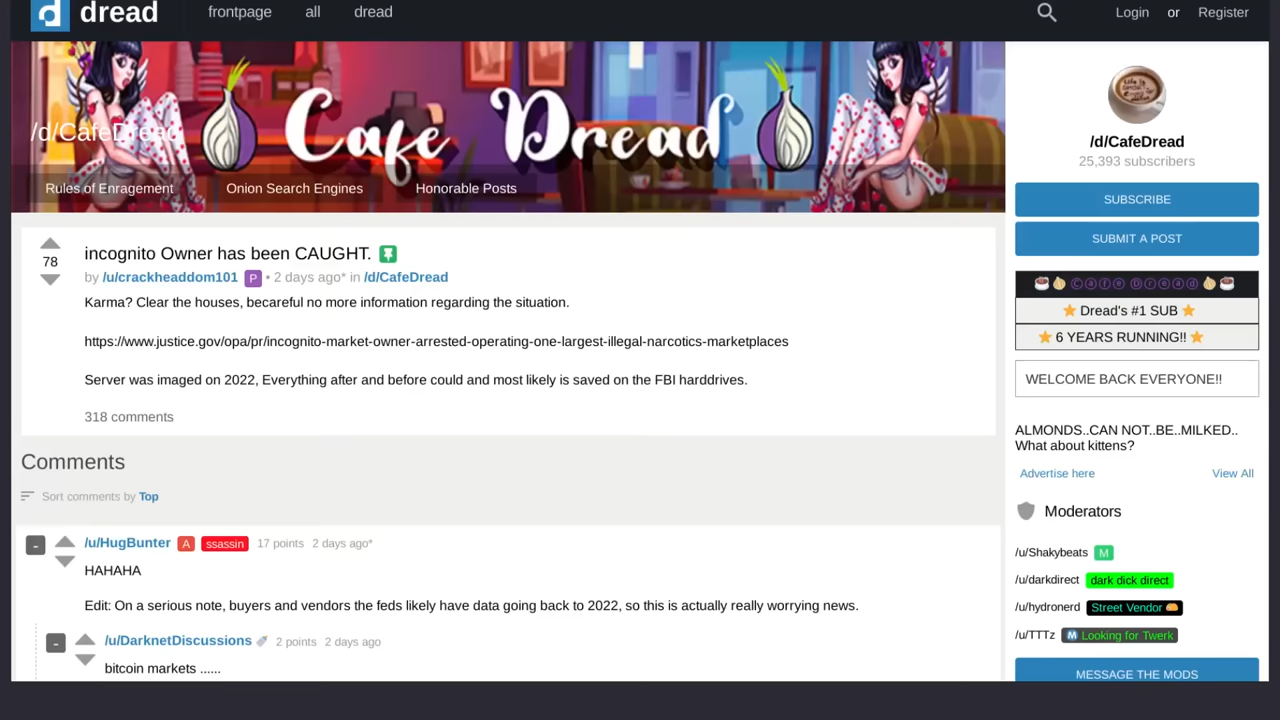 dread
frontpage all dread
Login or Register
Cafe Dread
/d/CafeDread
Rules of Enragement Onion Search Engines Honorable Posts
78
incognito Owner has been CAUGHT.
by /u/crackheaddom101 P • 2 days ago* in /d/CafeDread
Karma? Clear the houses, becareful no more information regarding the situation.
https://www.justice.gov/opa/pr/incognito-market-owner-arrested-operating-one-largest-illegal-narcotics-marketplaces
Server was imaged on 2022, Everything after and before could and most likely is saved on the FBI harddrives.
318 comments
Comments
Sort comments by Top
- /u/HugBunter A ssassin 17 points 2 days ago*
HAHAHA
Edit: On a serious note, buyers and vendors the feds likely have data going back to 2022, so this is actually really worrying news.
- /u/DarknetDiscussions 2 points 2 days ago
bitcoin markets ......
/d/CafeDread
25,393 subscribers
SUBSCRIBE
SUBMIT A POST
☕🧅 Ⓒⓐⓕⓔ Ⓓⓡⓔⓐⓓ 🧅☕
⭐ Dread's #1 SUB ⭐
⭐ 6 YEARS RUNNING!! ⭐
WELCOME BACK EVERYONE!!
ALMONDS..CAN NOT..BE..MILKED..
What about kittens?
Advertise here View All
Moderators
/u/Shakybeats M
/u/darkdirect dark dick direct
/u/hydronerd Street Vendor
/u/TTTz M Looking for Twerk
MESSAGE THE MODS